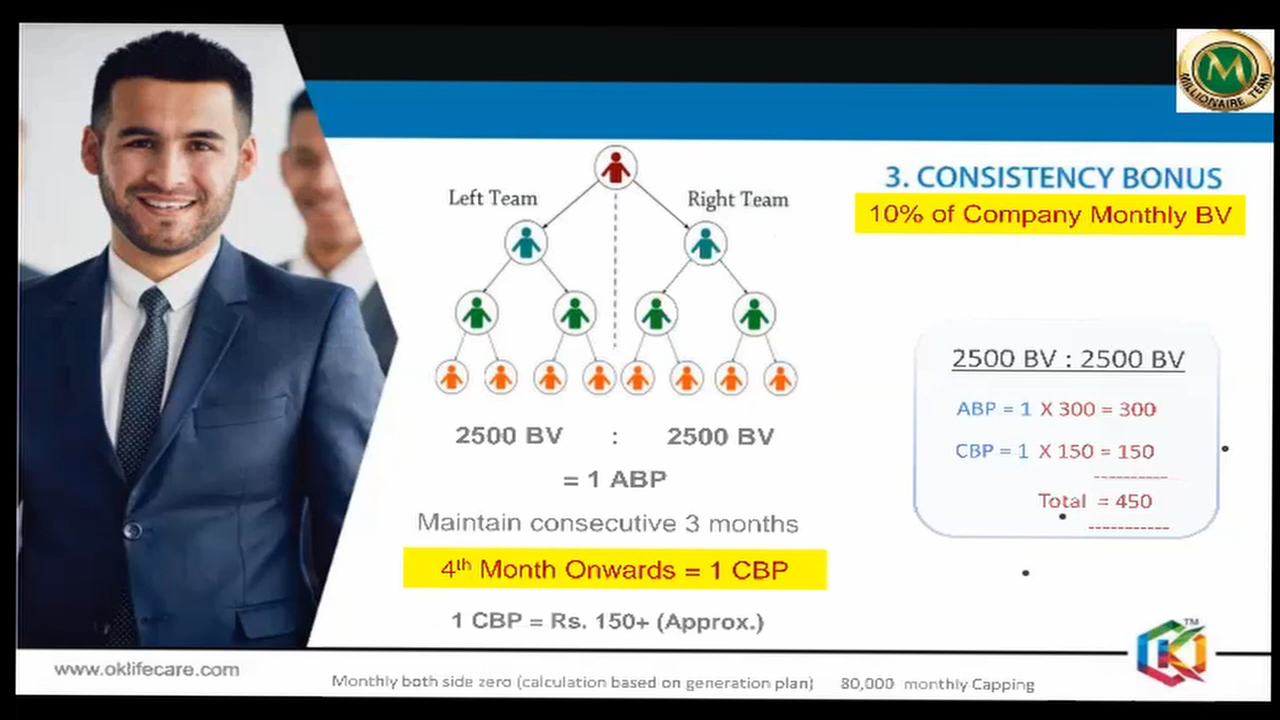 MILLIONAIRE TEAM
3. CONSISTENCY BONUS
10% of Company Monthly BV
Left Team
Right Team
2500 BV : 2500 BV
= 1 ABP
Maintain consecutive 3 months
4th Month Onwards = 1 CBP
1 CBP = Rs. 150+ (Approx.)
2500 BV : 2500 BV
ABP = 1 X 300 = 300
CBP = 1 X 150 = 150
Total = 450
www.oklifecare.com
Monthly both side zero (calculation based on generation plan) 80,000 monthly Capping
TM